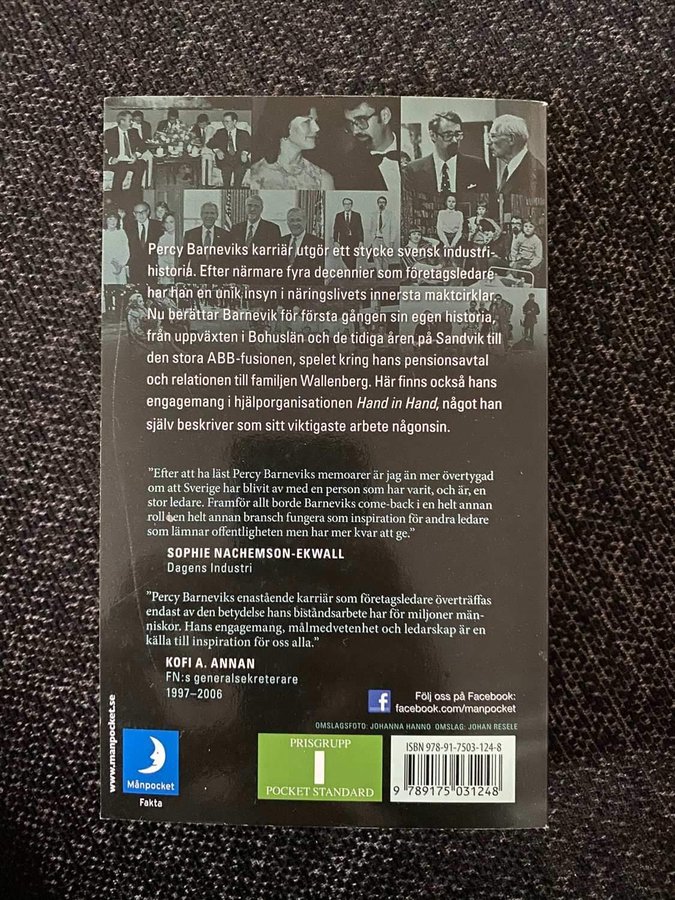 Percy Barneviks karriär utgör ett stycke svensk industri-
historia. Efter närmare fyra decennier som företagsledare
har han en unik insyn i näringslivets innersta maktcirklar.
Nu berättar Barnevik för första gången sin egen historia,
från uppväxten i Bohuslän och de tidiga åren på Sandvik till
den stora ABB-fusionen, spelet kring hans pensionsavtal
och relationen till familjen Wallenberg. Här finns också hans
engagemang i hjälporganisationen Hand in Hand, något han
själv beskriver som sitt viktigaste arbete någonsin.
”Efter att ha läst Percy Barneviks memoarer är jag än mer övertygad
om att Sverige har blivit av med en person som har varit, och är, en
stor ledare. Framför allt borde Barneviks come-back i en helt annan
roll i en helt annan bransch fungera som inspiration för andra ledare
som lämnar offentligheten men har mer kvar att ge.”
SOPHIE NACHEMSON-EKWALL
Dagens Industri
”Percy Barneviks enastående karriär som företagsledare överträffas
endast av den betydelse hans biståndsarbete har för miljoner män-
niskor. Hans engagemang, målmedvetenhet och ledarskap är en
källa till inspiration för oss alla.”
KOFI A. ANNAN
FN:s generalsekreterare
1997–2006
f
Följ oss på Facebook:
facebook.com/manpocket
OMSLAGSFOTO: JOHANNA HANNO OMSLAG: JOHAN RESELE
www.manpocket.se
Månpocket
Fakta
PRISGRUPP
I
POCKET STANDARD
ISBN 978-91-7503-124-8
9 789175 031248